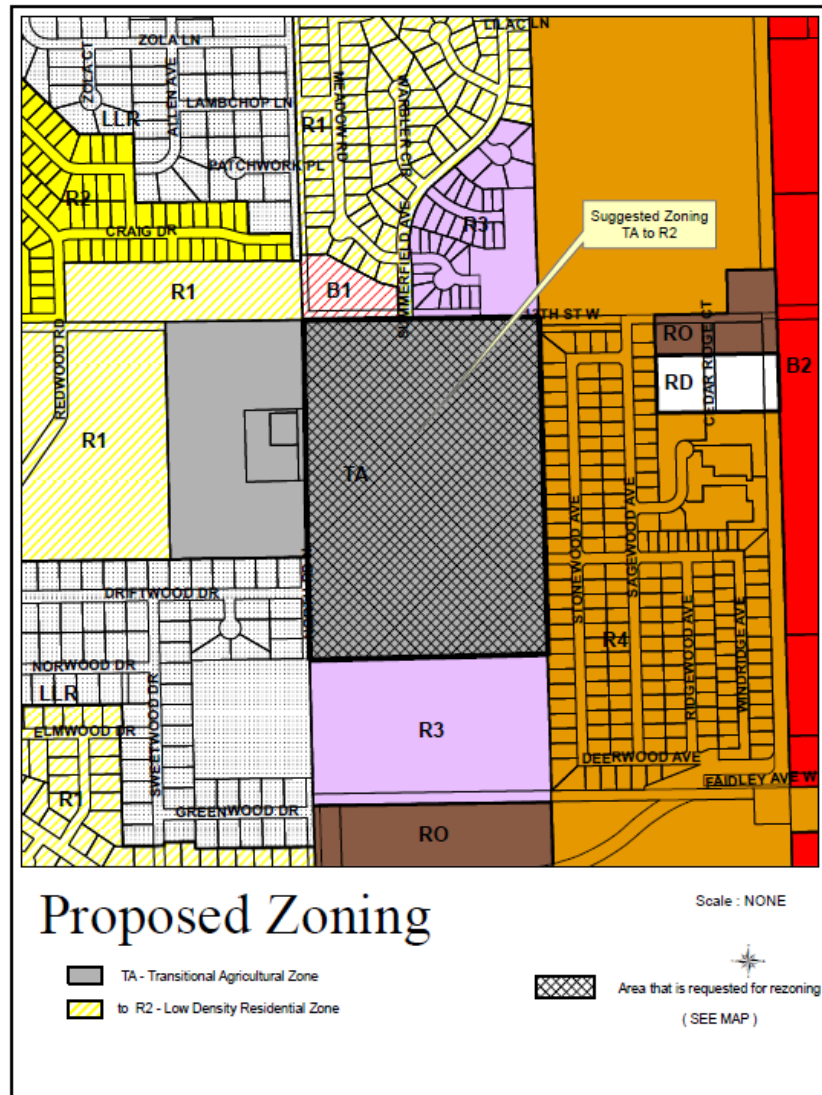 LILAC LN
ZOLA LN
ZOLA CT
ALLEN AVE
MEADOW RD
WARBLER CIR
LAMBCHOP LN
LLR
R1
PATCHWORK PL
R2
R3
Suggested Zoning
TA to R2
CRAIG DR
SUMMERFIELD AVE
R1
B1
13TH ST W
REDWOOD RD
RO
CEDAR RIDGE CT
B2
RD
R1
TA
STONEWOOD AVE
SAGEWOOD AVE
DRIFTWOOD DR
RIDGEWOOD AVE
WINDRIDGE AVE
R4
NORWOOD DR
LLR
SWEETWOOD DR
ELMWOOD DR
R3
DEERWOOD AVE
FAIDLEY AVE W
R1
GREENWOOD DR
RO
Proposed Zoning
Scale : NONE
TA - Transitional Agricultural Zone
to R2 - Low Density Residential Zone
Area that is requested for rezoning
( SEE MAP )